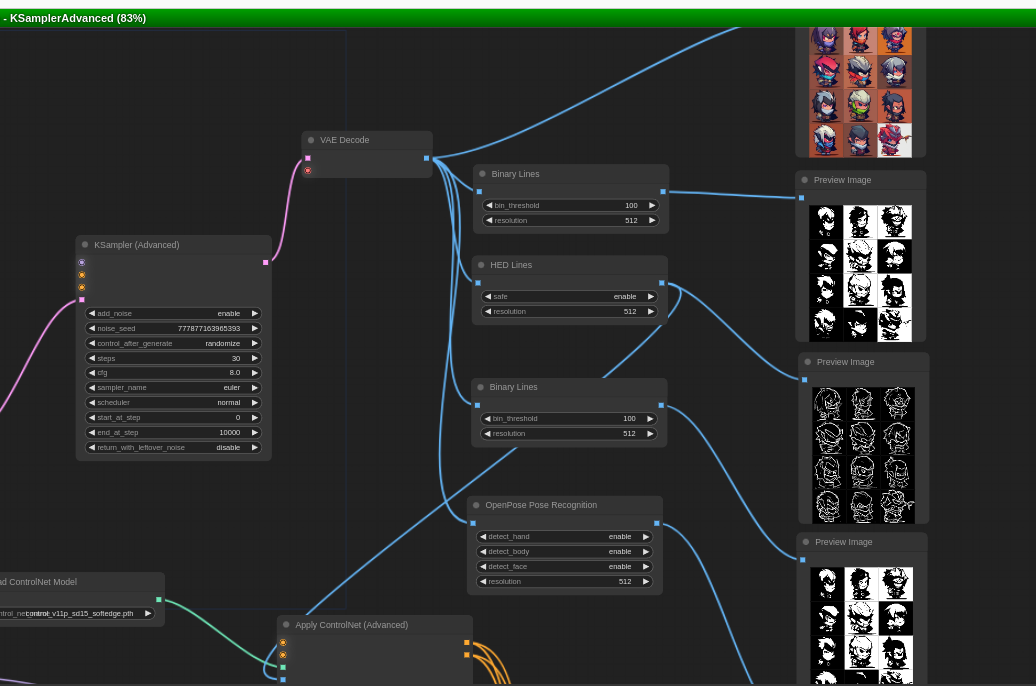 - KSamplerAdvanced (83%)
VAE Decode
Binary Lines
bin_threshold 100
resolution 512
Preview Image
KSampler (Advanced)
add_noise enable
noise_seed 777877163965393
control_after_generate randomize
steps 30
cfg 8.0
sampler_name euler
scheduler normal
start_at_step 0
end_at_step 10000
return_with_leftover_noise disable
HED Lines
safe enable
resolution 512
Preview Image
Binary Lines
bin_threshold 100
resolution 512
OpenPose Pose Recognition
detect_hand enable
detect_body enable
detect_face enable
resolution 512
Preview Image
ad ControlNet Model
control_v11p_sd15_softedge.pth
Apply ControlNet (Advanced)